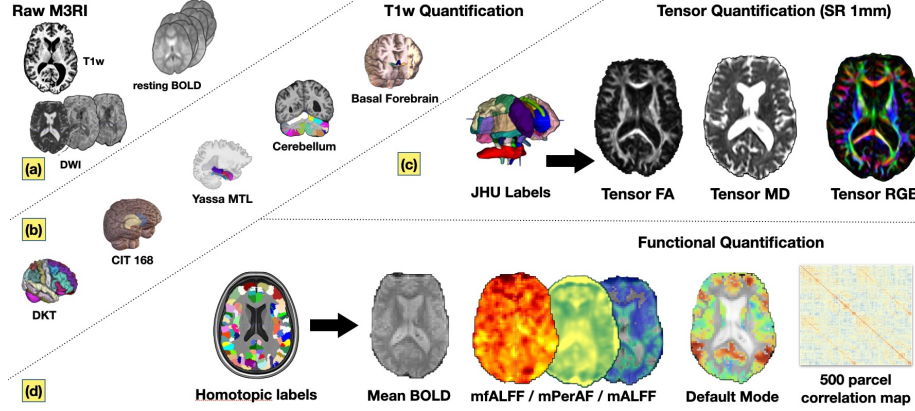 Raw M3RI
T1w
resting BOLD
DWI
(a)
T1w Quantification
Basal Forebrain
Cerebellum
Yassa MTL
CIT 168
DKT
(b)
Tensor Quantification (SR 1mm)
(c)
JHU Labels
Tensor FA
Tensor MD
Tensor RGB
Functional Quantification
(d)
Homotopic labels
Mean BOLD
mfALFF / mPerAF / mALFF
Default Mode
500 parcel
correlation map